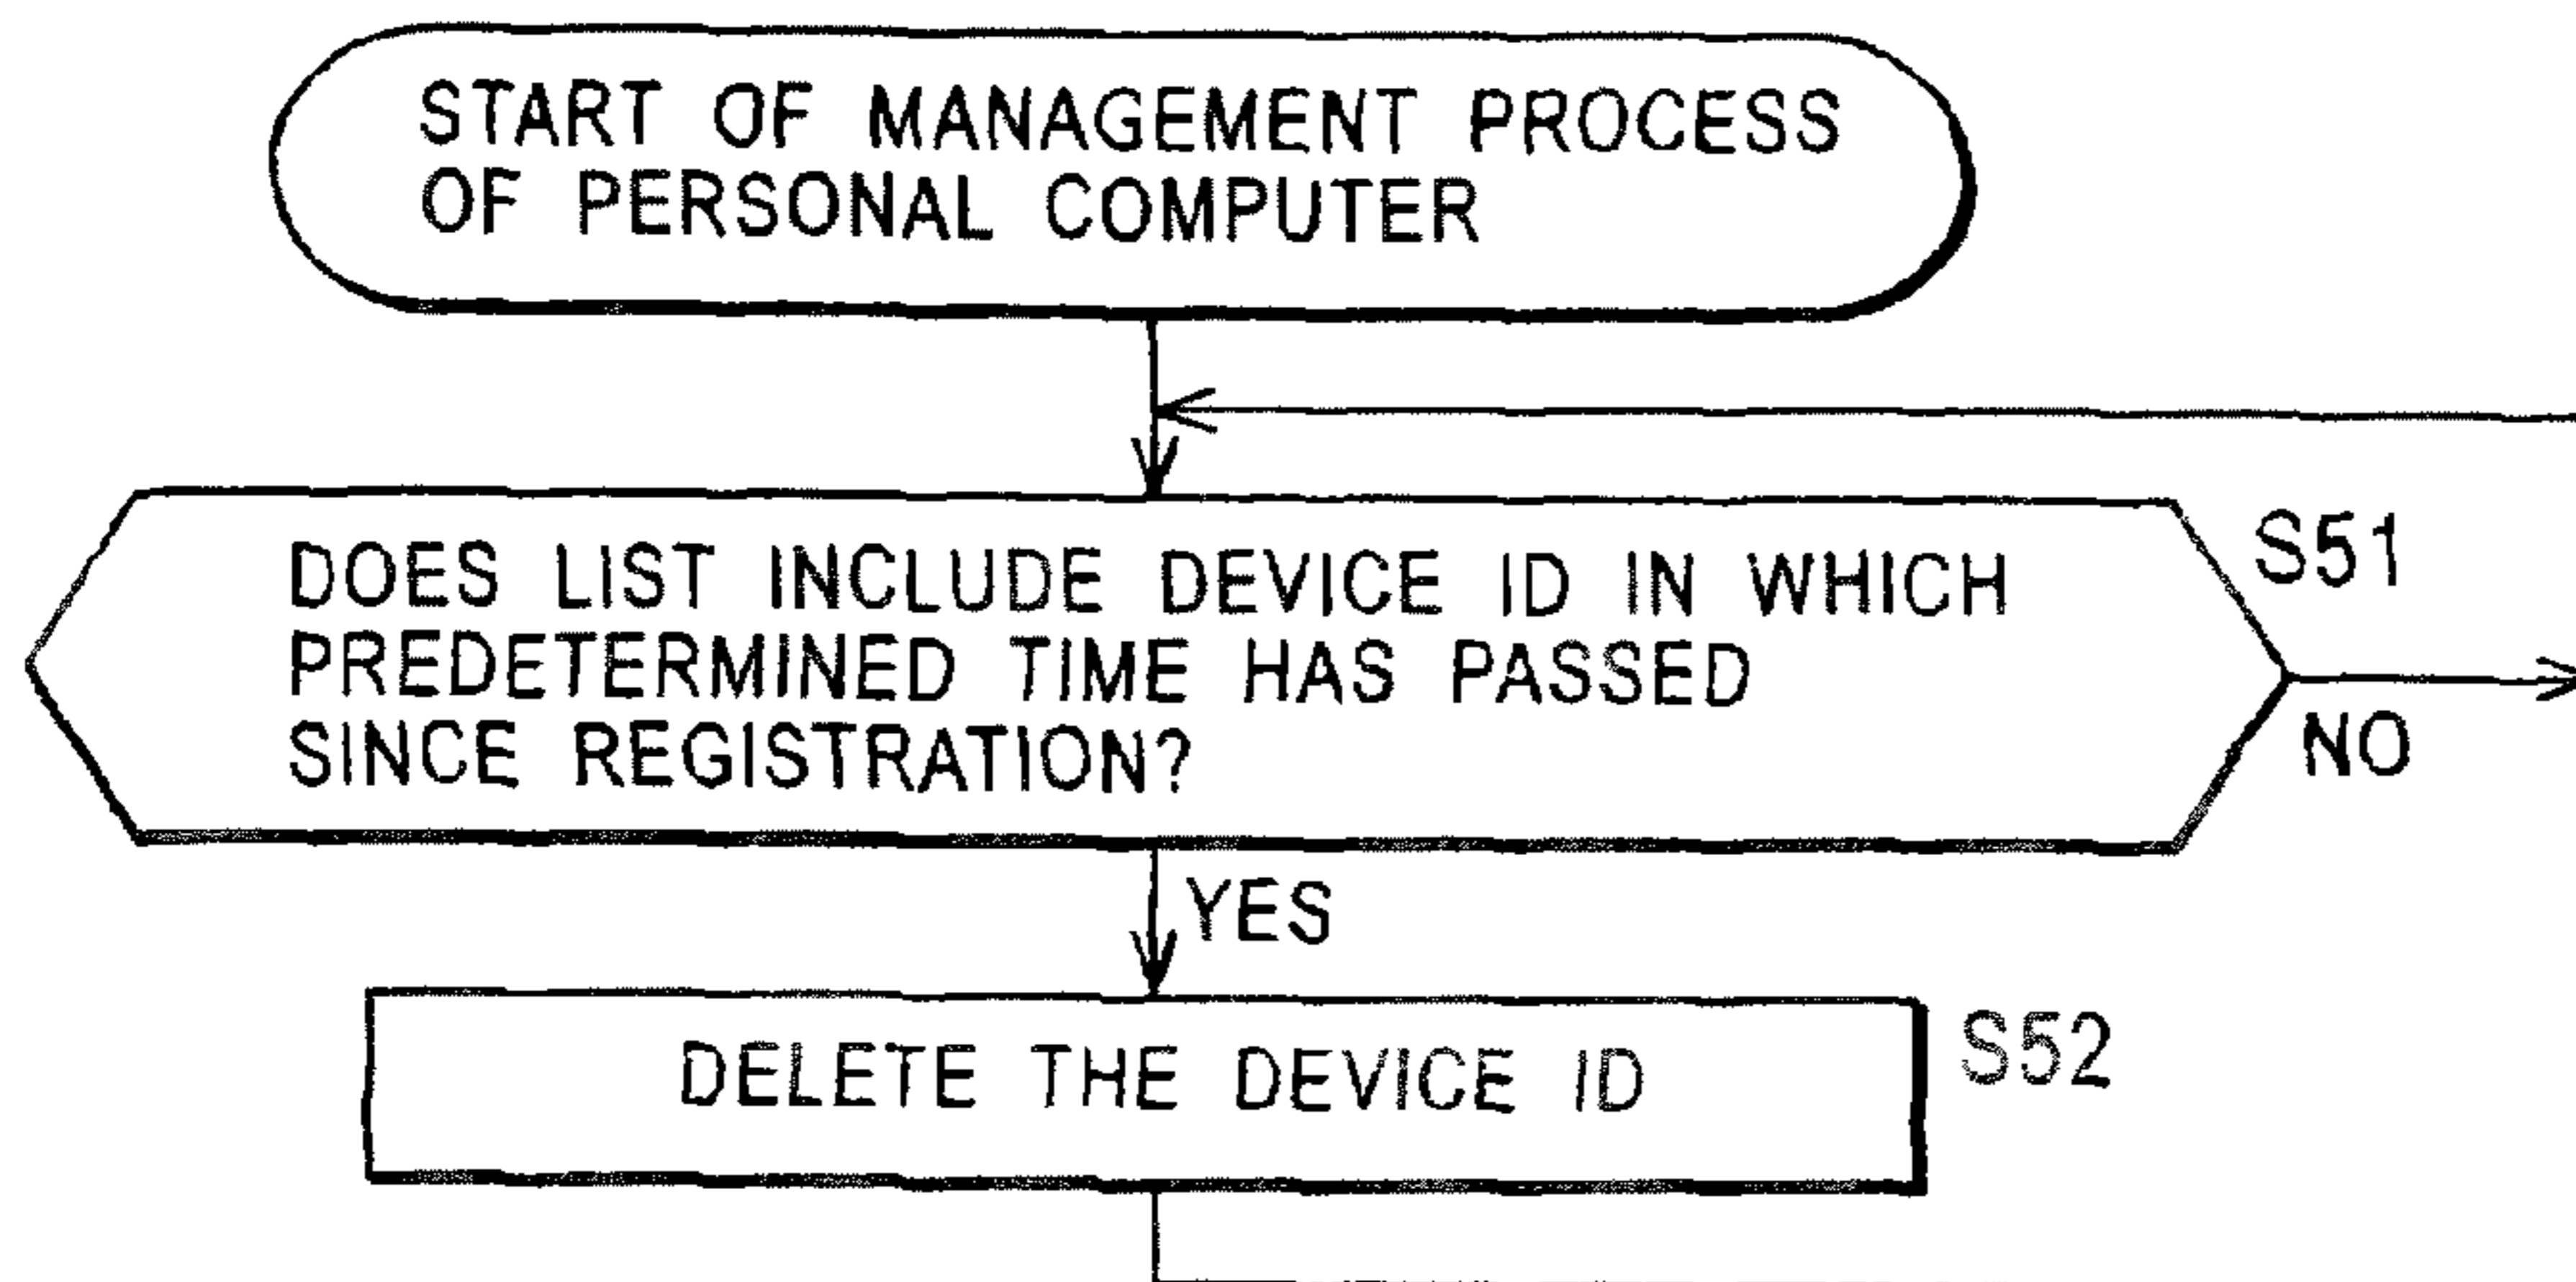 START OF MANAGEMENT PROCESS
OF PERSONAL COMPUTER
DOES LIST INCLUDE DEVICE ID IN WHICH
PREDETERMINED TIME HAS PASSED
SINCE REGISTRATION?
S51
NO
YES
DELETE THE DEVICE ID
S52